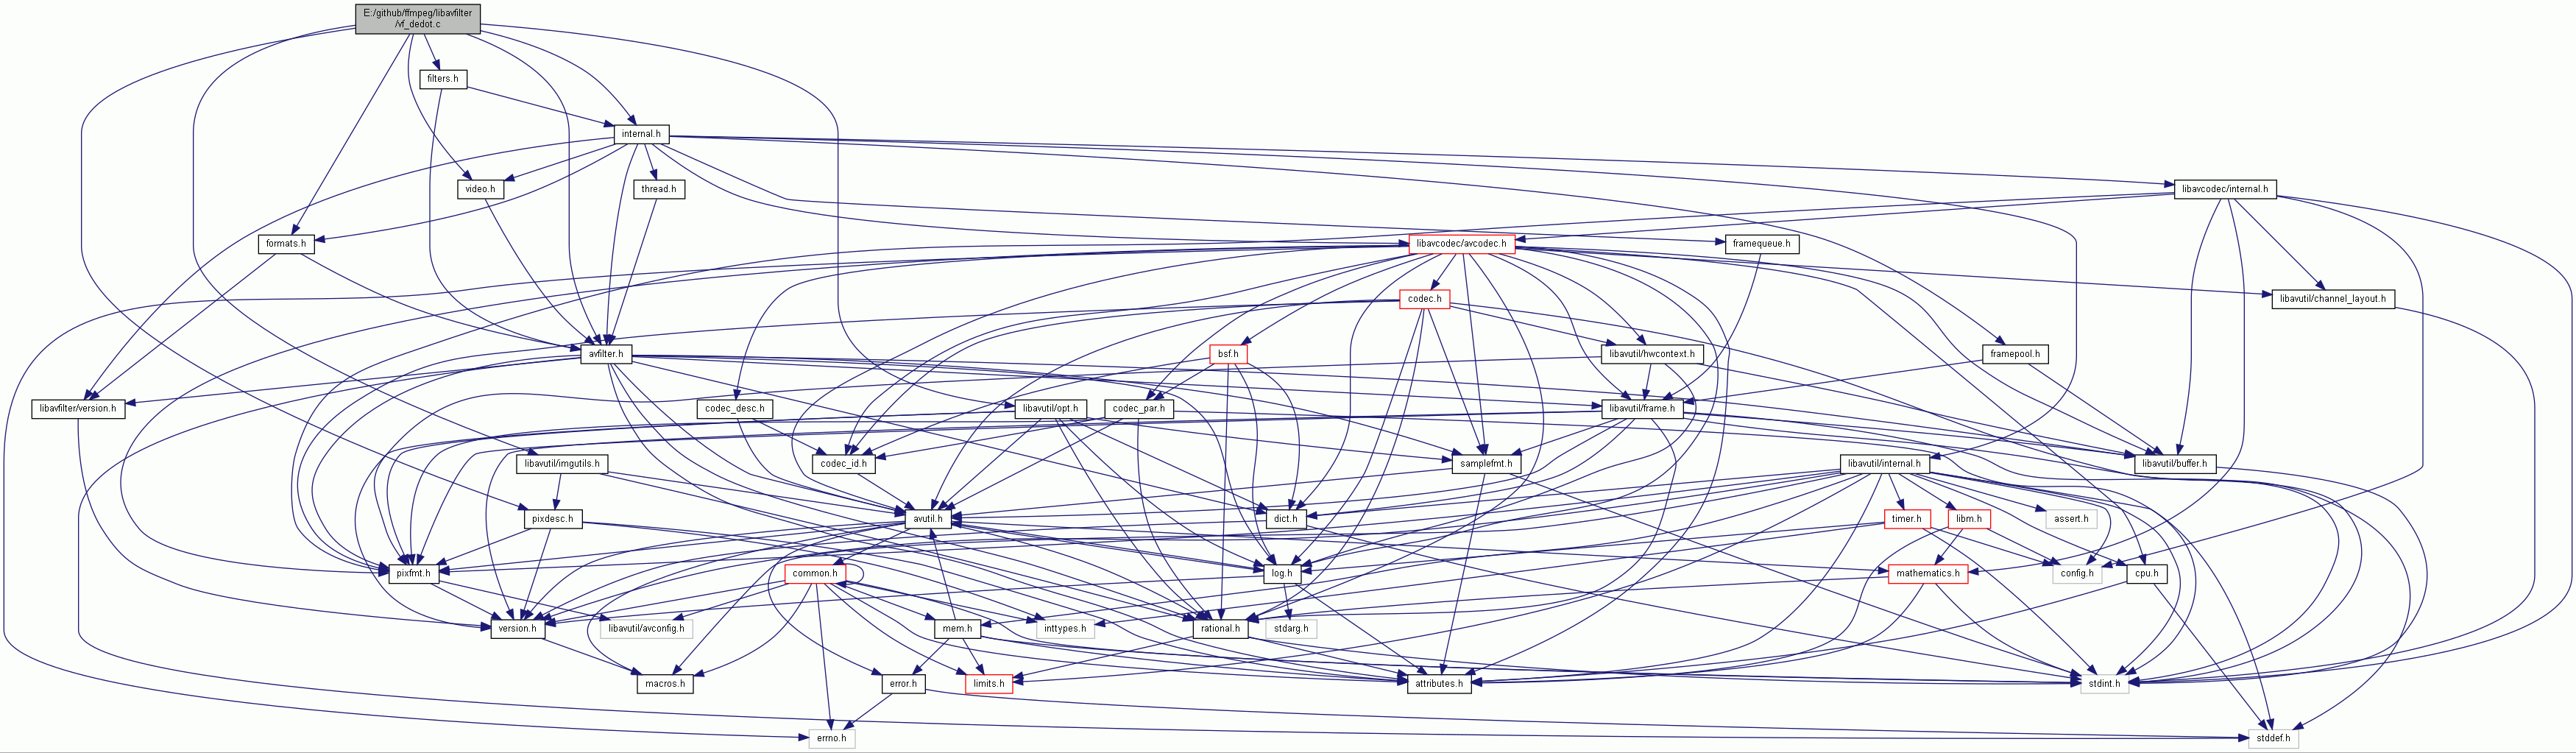 E:/github/ffmpeg/libavfilter
/vf_dedot.c
filters.h
internal.h
video.h
thread.h
libavcodec/internal.h
formats.h
libavcodec/avcodec.h
framequeue.h
codec.h
libavutil/channel_layout.h
avfilter.h
bsf.h
libavutil/hwcontext.h
framepool.h
libavfilter/version.h
codec_desc.h
libavutil/opt.h
codec_par.h
libavutil/frame.h
libavutil/imgutils.h
codec_id.h
samplefmt.h
libavutil/internal.h
libavutil/buffer.h
pixdesc.h
avutil.h
dict.h
timer.h
libm.h
assert.h
pixfmt.h
common.h
log.h
mathematics.h
config.h
cpu.h
version.h
libavutil/avconfig.h
mem.h
inttypes.h
rational.h
stdarg.h
macros.h
error.h
limits.h
attributes.h
stdint.h
errno.h
stddef.h